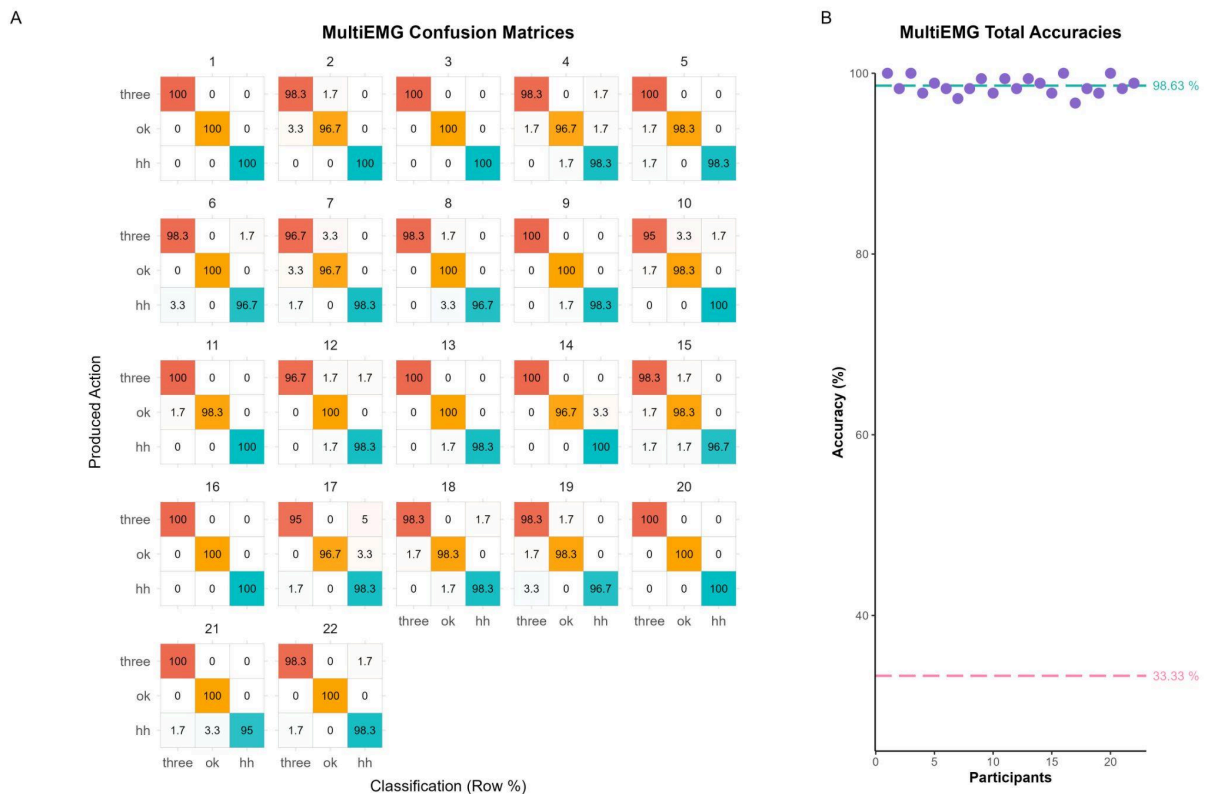 A
MultiEMG Confusion Matrices
1 2 3 4 5
three 100 0 0 98.3 1.7 0 100 0 0 98.3 0 1.7 100 0 0
ok 0 100 0 3.3 96.7 0 0 100 0 1.7 96.7 1.7 1.7 98.3 0
hh 0 0 100 0 0 100 0 0 100 0 1.7 98.3 1.7 0 98.3
6 7 8 9 10
three 98.3 0 1.7 96.7 3.3 0 98.3 1.7 0 100 0 0 95 3.3 1.7
ok 0 100 0 3.3 96.7 0 0 100 0 0 100 0 1.7 98.3 0
hh 3.3 0 96.7 1.7 0 98.3 0 3.3 96.7 0 1.7 98.3 0 0 100
11 12 13 14 15
three 100 0 0 96.7 1.7 1.7 100 0 0 100 0 0 98.3 1.7 0
ok 1.7 98.3 0 0 100 0 0 100 0 0 96.7 3.3 1.7 98.3 0
hh 0 0 100 0 1.7 98.3 0 1.7 98.3 0 0 100 1.7 1.7 96.7
16 17 18 19 20
three 100 0 0 95 0 5 98.3 0 1.7 98.3 1.7 0 100 0 0
ok 0 100 0 0 96.7 3.3 1.7 98.3 0 1.7 98.3 0 0 100 0
hh 0 0 100 1.7 0 98.3 0 1.7 98.3 3.3 0 96.7 0 0 100
three ok hh three ok hh three ok hh
21 22
three 100 0 0 98.3 0 1.7
ok 0 100 0 0 100 0
hh 1.7 3.3 95 1.7 0 98.3
three ok hh three ok hh
Produced Action
Classification (Row %)
B
MultiEMG Total Accuracies
100
98.63 %
80
60
40
33.33 %
Accuracy (%)
0 5 10 15 20
Participants